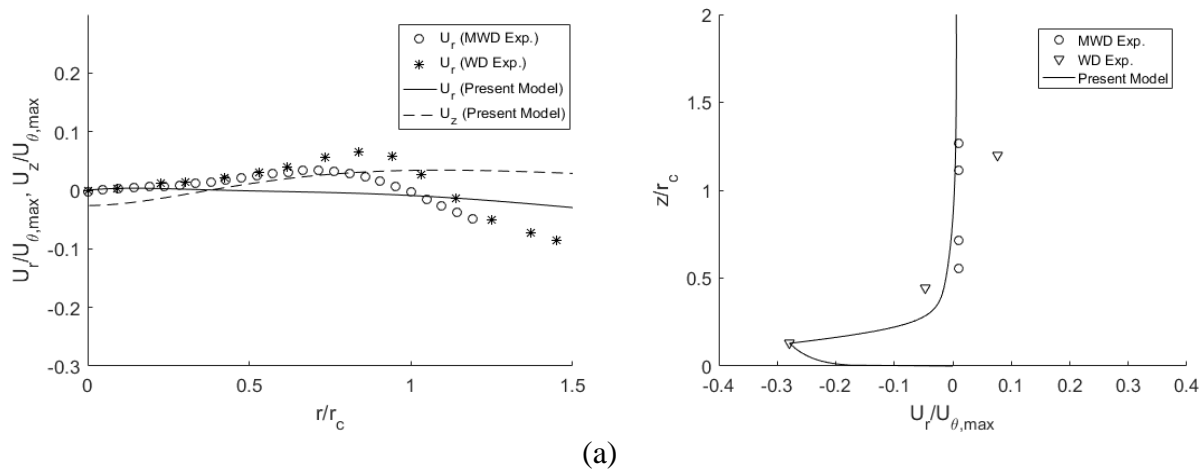 U_r/U_θ,max, U_z/U_θ,max
0.2
0.1
0
-0.1
-0.2
-0.3
0
0.5
1
1.5
r/r_c
U_r (MWD Exp.)
U_r (WD Exp.)
U_r (Present Model)
U_z (Present Model)
z/r_c
2
1.5
1
0.5
0
-0.4
-0.3
-0.2
-0.1
0
0.1
0.2
0.3
0.4
U_r/U_θ,max
MWD Exp.
WD Exp.
Present Model
(a)